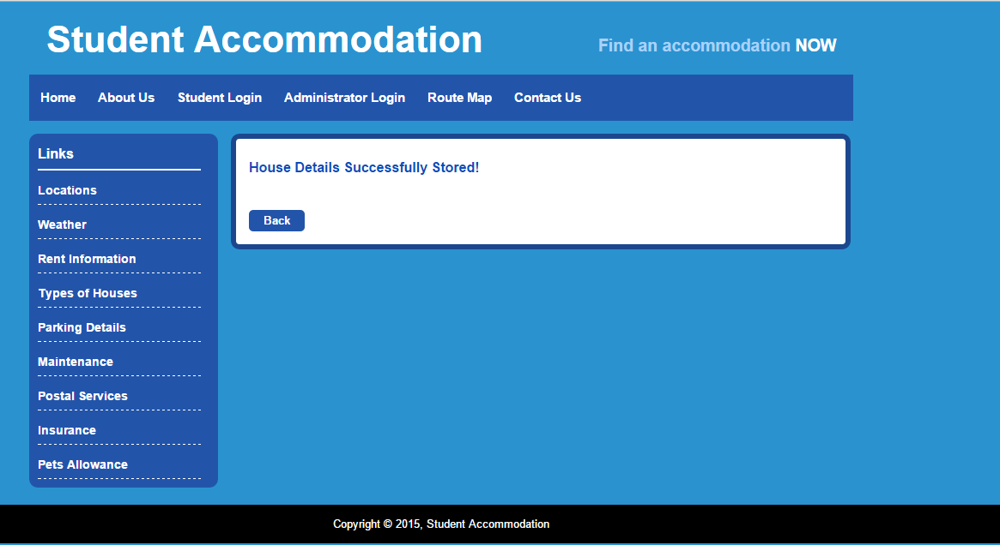 Student Accommodation
Find an accommodation NOW
Home About Us Student Login Administrator Login Route Map Contact Us
Links
Locations
Weather
Rent Information
Types of Houses
Parking Details
Maintenance
Postal Services
Insurance
Pets Allowance
House Details Successfully Stored!
Back
Copyright © 2015, Student Accommodation